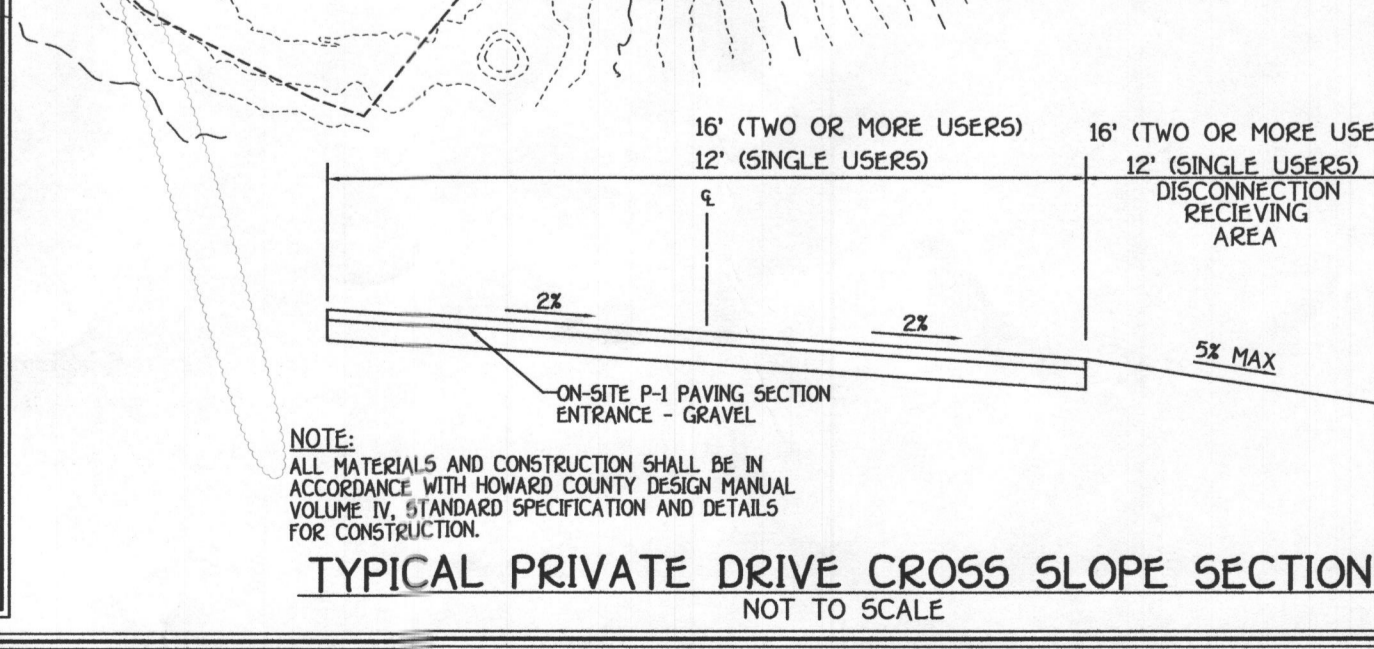 16' (TWO OR MORE USERS)
12' (SINGLE USERS)
16' (TWO OR MORE USE
12' (SINGLE USERS)
DISCONNECTION
RECIEVING
AREA
℄
2%
2%
5% MAX
ON-SITE P-1 PAVING SECTION
ENTRANCE - GRAVEL
NOTE:
ALL MATERIALS AND CONSTRUCTION SHALL BE IN
ACCORDANCE WITH HOWARD COUNTY DESIGN MANUAL
VOLUME IV, STANDARD SPECIFICATION AND DETAILS
FOR CONSTRUCTION.
TYPICAL PRIVATE DRIVE CROSS SLOPE SECTION
NOT TO SCALE